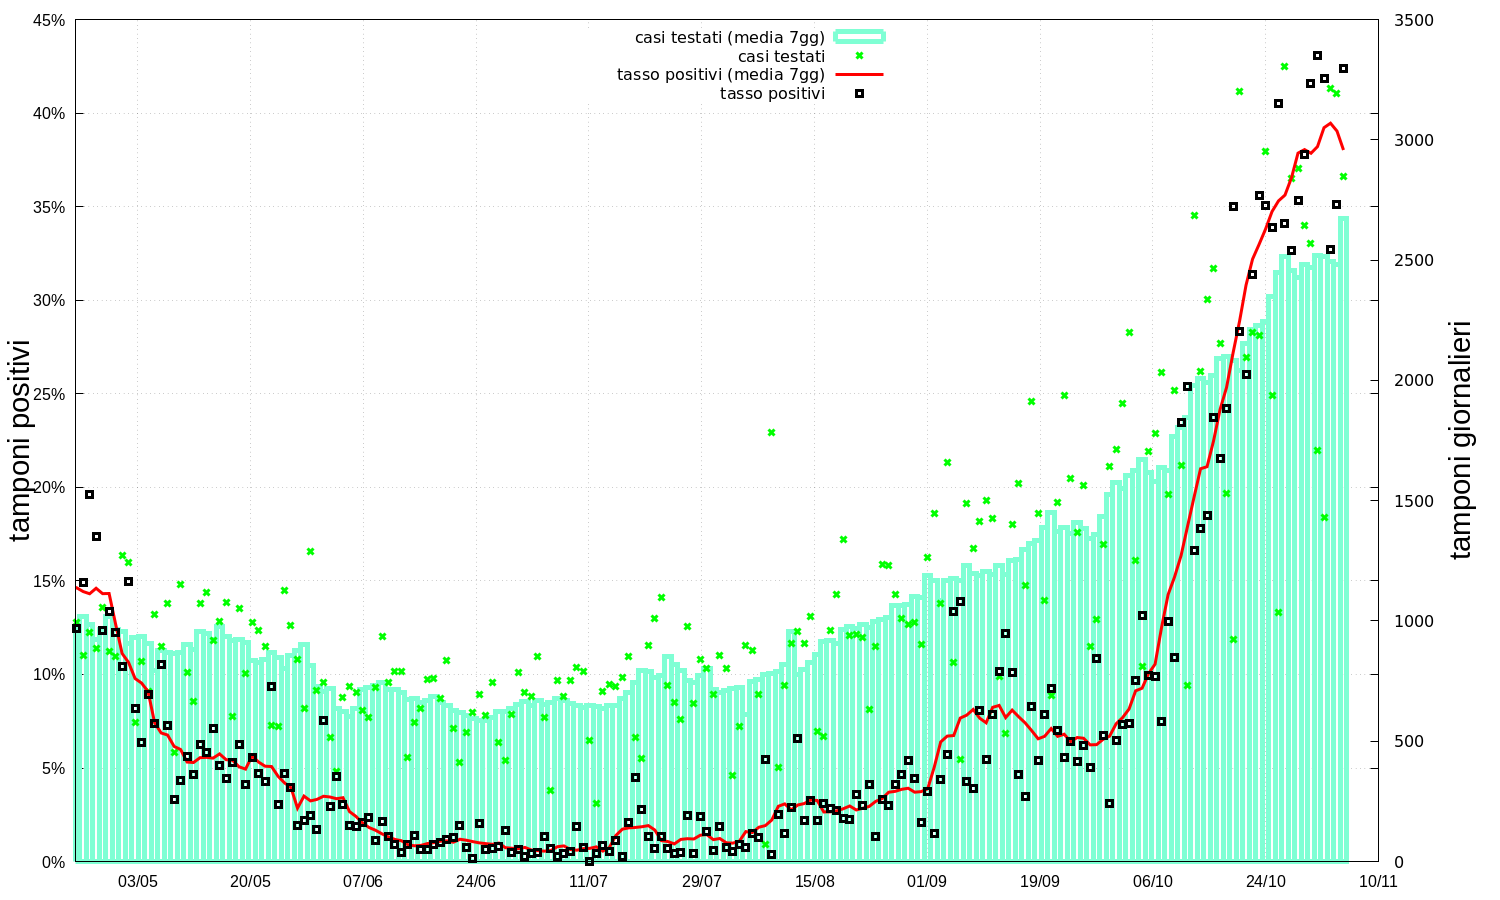 casi testati (media 7gg)
casi testati
tasso positivi (media 7gg)
tasso positivi
tamponi positivi
45%
40%
35%
30%
25%
20%
15%
10%
5%
0%
tamponi giornalieri
3500
3000
2500
2000
1500
1000
500
0
03/05 20/05 07/06 24/06 11/07 29/07 15/08 01/09 19/09 06/10 24/10 10/11